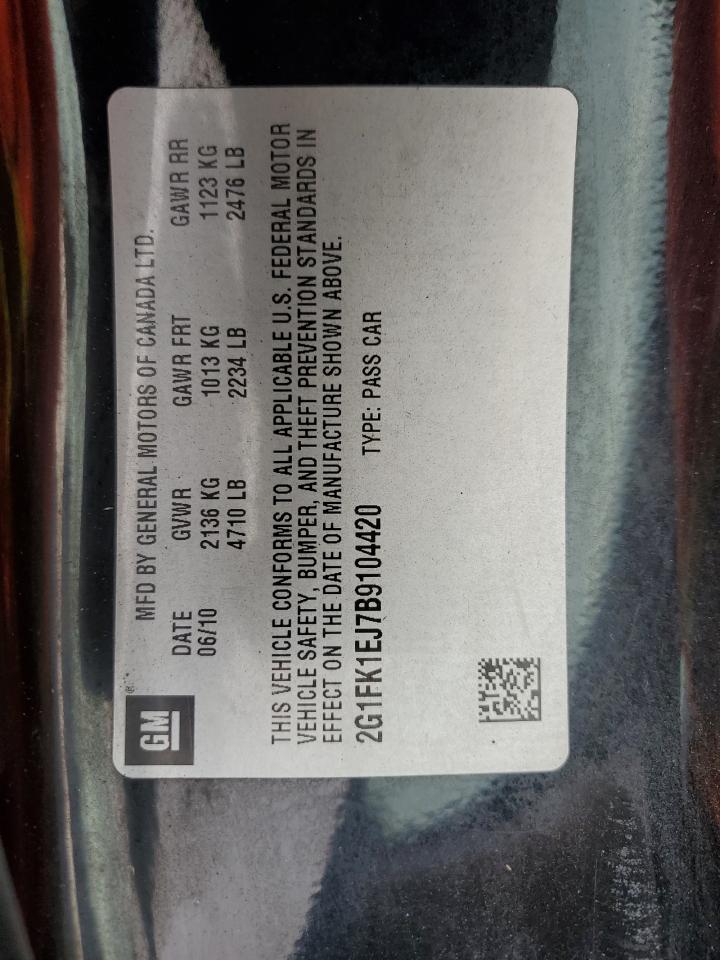 GM®
MFD BY GENERAL MOTORS OF CANADA LTD.
DATE GVWR GAWR FRT GAWR RR
06/10 2136 KG 1013 KG 1123 KG
4710 LB 2234 LB 2476 LB
THIS VEHICLE CONFORMS TO ALL APPLICABLE U.S. FEDERAL MOTOR
VEHICLE SAFETY, BUMPER, AND THEFT PREVENTION STANDARDS IN
EFFECT ON THE DATE OF MANUFACTURE SHOWN ABOVE.
2G1FK1EJ7B9104420 TYPE: PASS CAR